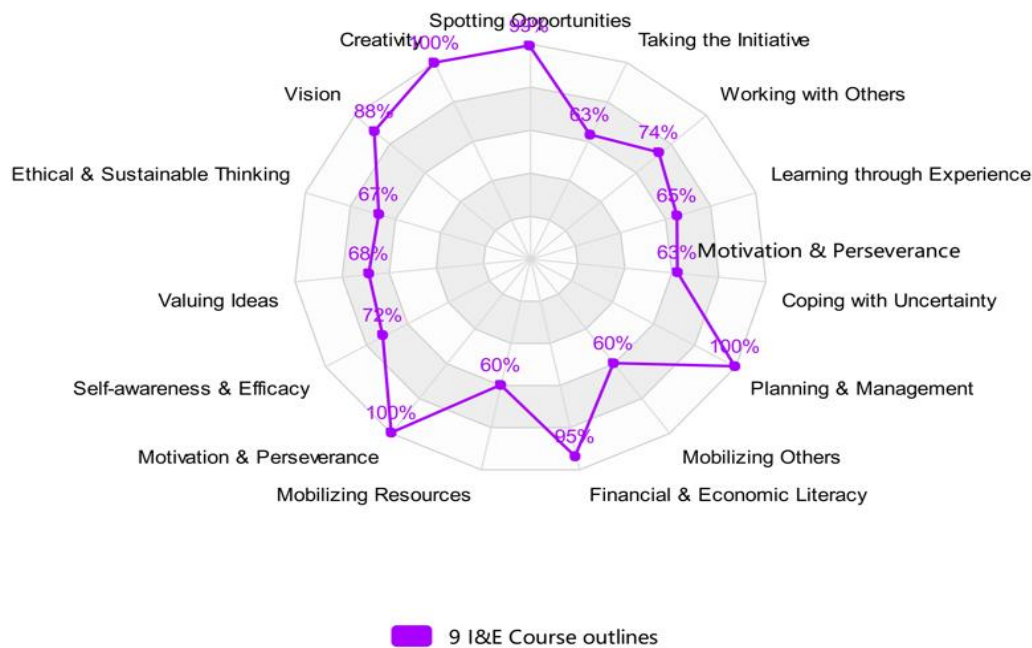 Spotting Opportunities
99%
Creativity
100%
Taking the Initiative
63%
Vision
88%
Working with Others
74%
Ethical & Sustainable Thinking
67%
Learning through Experience
65%
Motivation & Perseverance
63%
68%
Valuing Ideas
Coping with Uncertainty
72%
60%
60%
100%
Self-awareness & Efficacy
Planning & Management
100%
95%
Motivation & Perseverance
Mobilizing Others
Mobilizing Resources
Financial & Economic Literacy
9 I&E Course outlines